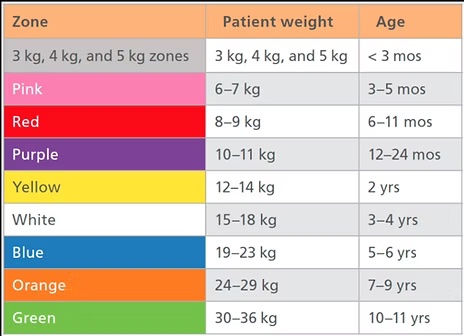 Zone Patient weight Age
3 kg, 4 kg, and 5 kg zones 3 kg, 4 kg, and 5 kg < 3 mos
Pink 6–7 kg 3–5 mos
Red 8–9 kg 6–11 mos
Purple 10–11 kg 12–24 mos
Yellow 12–14 kg 2 yrs
White 15–18 kg 3–4 yrs
Blue 19–23 kg 5–6 yrs
Orange 24–29 kg 7–9 yrs
Green 30–36 kg 10–11 yrs